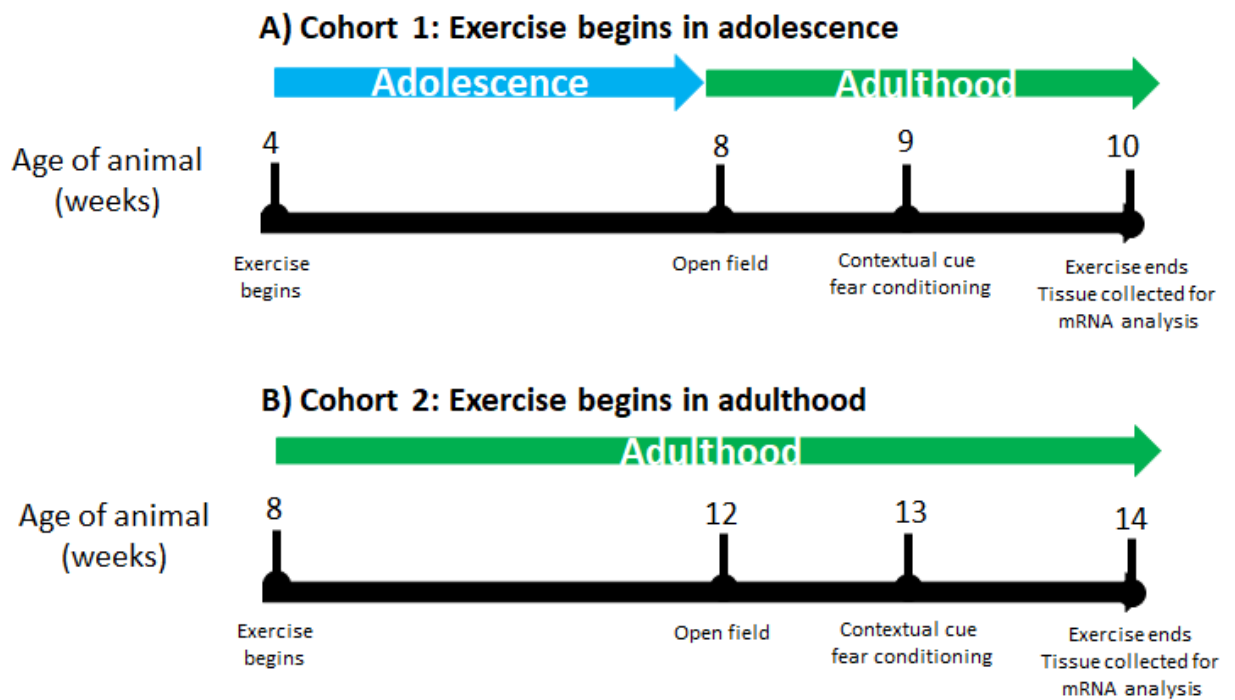 A) Cohort 1: Exercise begins in adolescence
Adolescence
Adulthood
Age of animal
(weeks)
4
8
9
10
Exercise
begins
Open field
Contextual cue
fear conditioning
Exercise ends
Tissue collected for
mRNA analysis
B) Cohort 2: Exercise begins in adulthood
Adulthood
Age of animal
(weeks)
8
12
13
14
Exercise
begins
Open field
Contextual cue
fear conditioning
Exercise ends
Tissue collected for
mRNA analysis